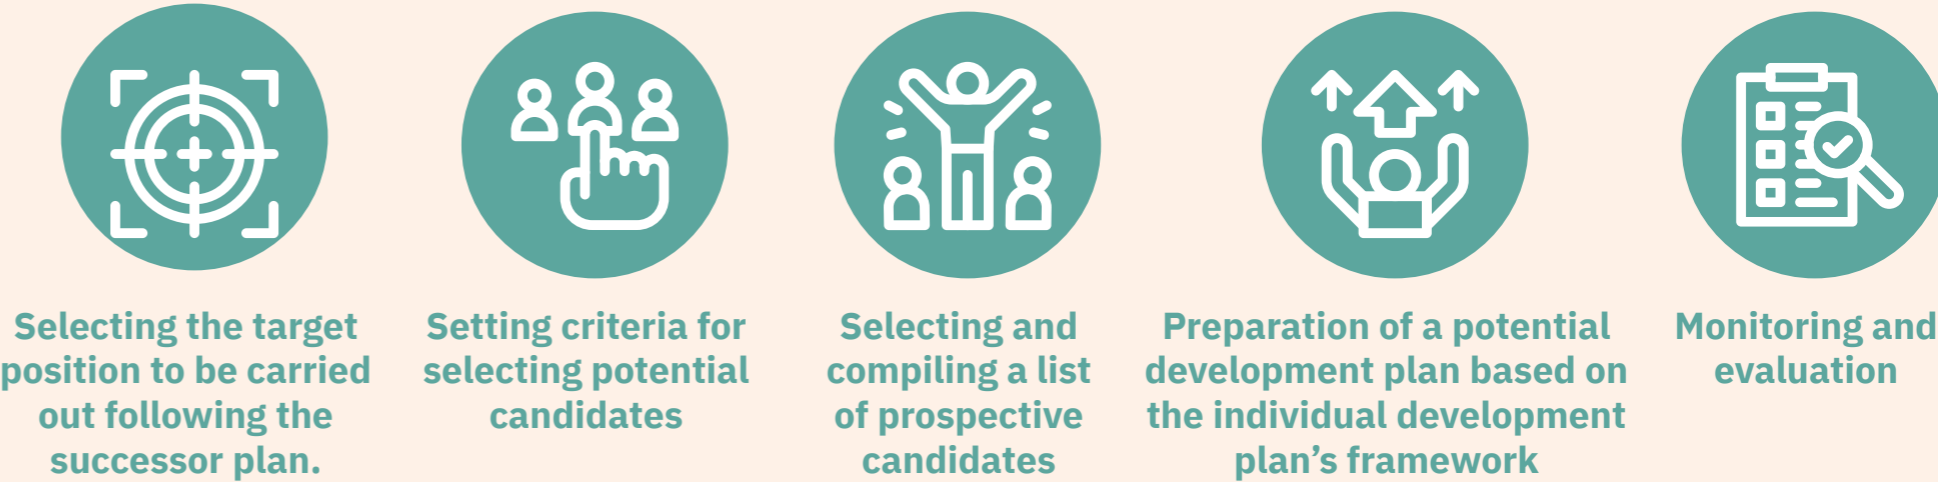 Selecting the target
position to be carried
out following the
successor plan.
Setting criteria for
selecting potential
candidates
Selecting and
compiling a list
of prospective
candidates
Preparation of a potential
development plan based on
the individual development
plan’s framework
Monitoring and
evaluation